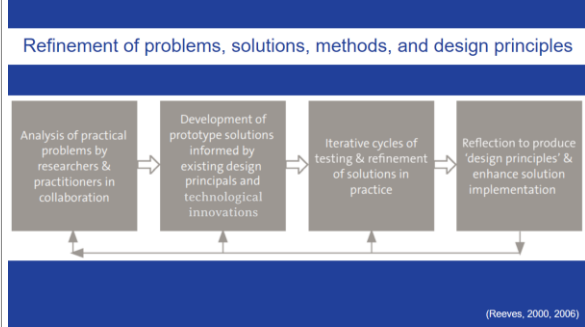 Refinement of problems, solutions, methods, and design principles
Analysis of practical
problems by
researchers &
practitioners in
collaboration
Development of
prototype solutions
informed by
existing design
principals and
technological
innovations
Iterative cycles of
testing & refinement
of solutions in
practice
Reflection to produce
'design principles' &
enhance solution
implementation
(Reeves, 2000, 2006)